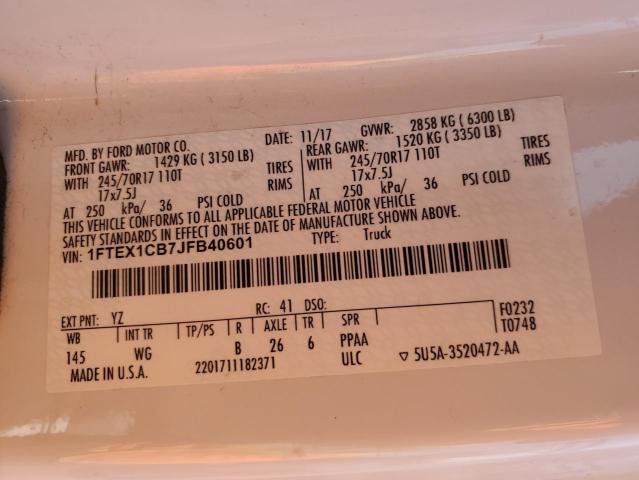 MFD. BY FORD MOTOR CO.
DATE: 11/17 GVWR: 2858 KG ( 6300 LB)
FRONT GAWR: 1429 KG ( 3150 LB)
REAR GAWR: 1520 KG ( 3350 LB)
WITH 245/70R17 110T TIRES
WITH 245/70R17 110T TIRES
17x7.5J RIMS
17x7.5J RIMS
AT 250 kPa/ 36 PSI COLD
AT 250 kPa/ 36 PSI COLD
THIS VEHICLE CONFORMS TO ALL APPLICABLE FEDERAL MOTOR VEHICLE
SAFETY STANDARDS IN EFFECT ON THE DATE OF MANUFACTURE SHOWN ABOVE.
VIN: 1FTEX1CB7JFB40601 TYPE: Truck
EXT PNT: YZ RC: 41 DSO: F0232
WB INT TR TP/PS R AXLE TR SPR T0748
145 WG B 26 6 PPAA
MADE IN U.S.A. 2201711182371 ULC ▽ 5U5A-3520472-AA